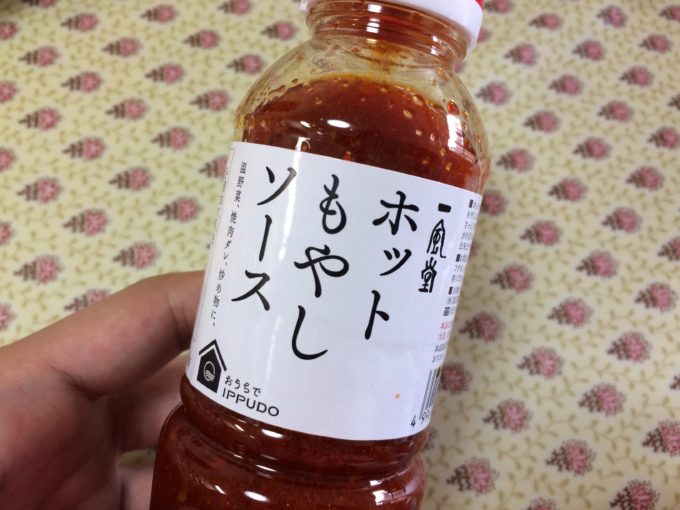 一風堂
ホット
もやし
ソース
温野菜、焼肉ダレ、炒め物に。
おうちで
IPPUDO